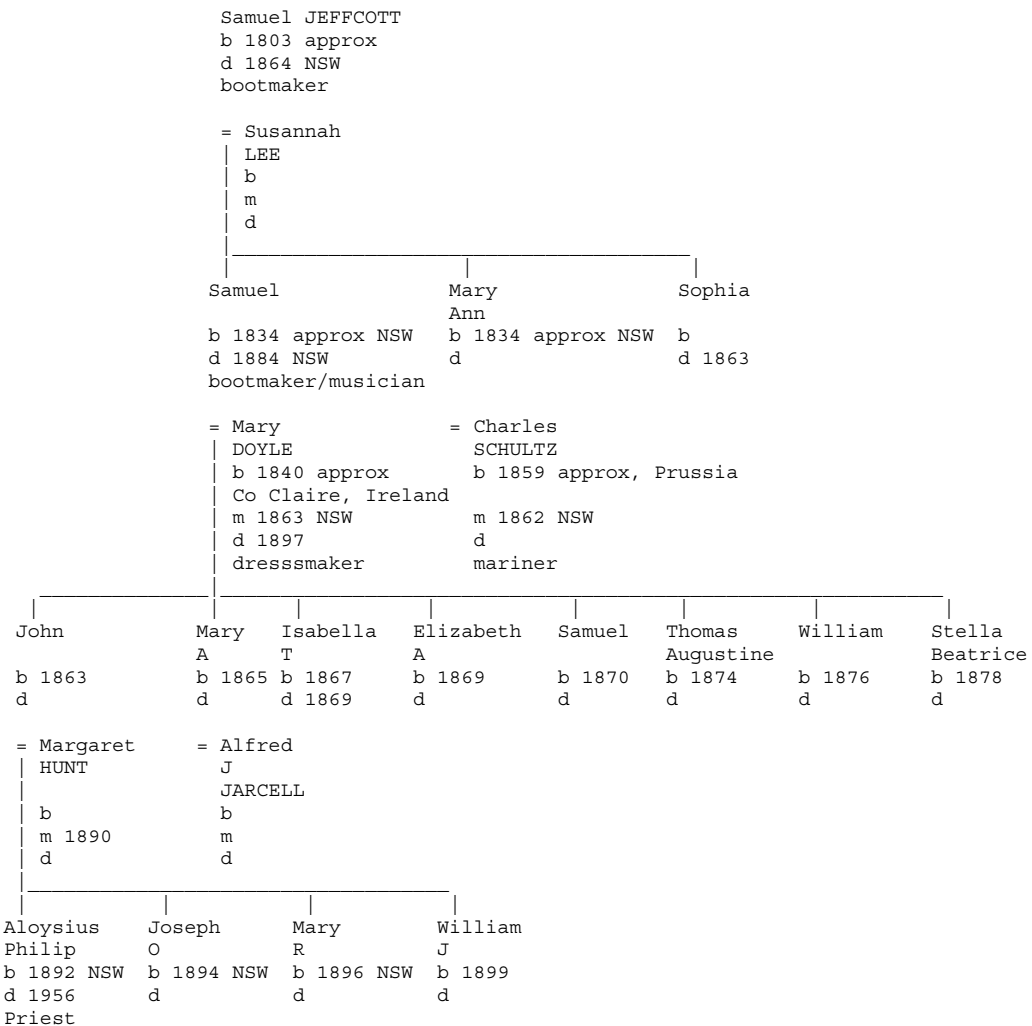 Samuel JEFFCOTT
b 1803 approx
d 1864 NSW
bootmaker
= Susannah
LEE
b
m
d
Samuel Mary Sophia
Ann
b 1834 approx NSW b 1834 approx NSW b
d 1884 NSW d d 1863
bootmaker/musician
= Mary = Charles
DOYLE SCHULTZ
b 1840 approx b 1859 approx, Prussia
Co Claire, Ireland
m 1863 NSW m 1862 NSW
d 1897 d
dresssmaker mariner
John Mary Isabella Elizabeth Samuel Thomas William Stella
A T A Augustine Beatrice
b 1863 b 1865 b 1867 b 1869 b 1870 b 1874 b 1876 b 1878
d d d 1869 d d d d d
= Margaret = Alfred
HUNT J
JARCELL
b b
m 1890 m
d d
Aloysius Joseph Mary William
Philip O R J
b 1892 NSW b 1894 NSW b 1896 NSW b 1899
d 1956 d d d
Priest